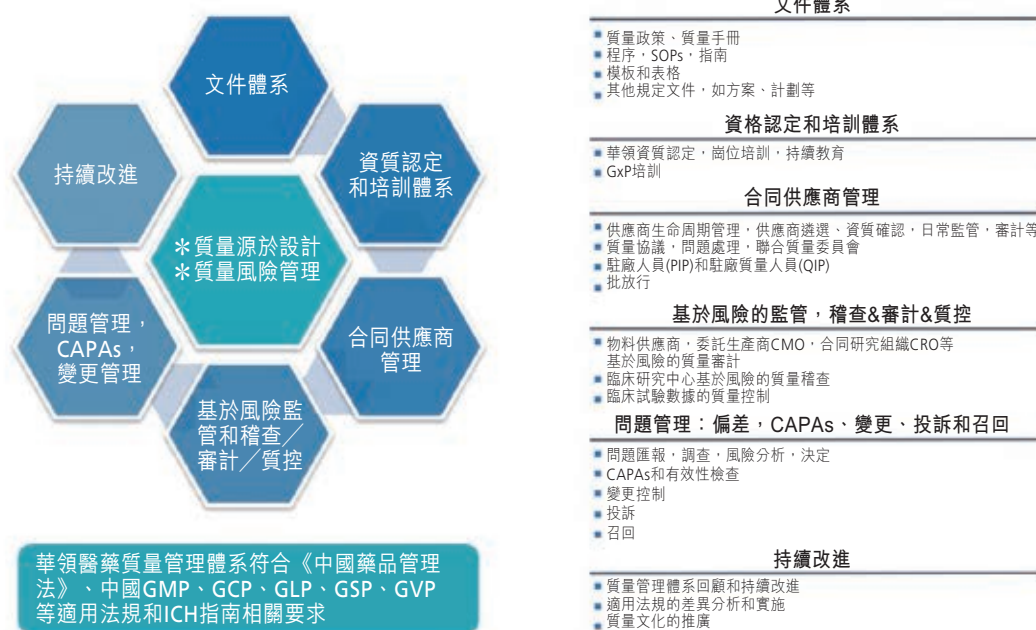 文件體系
資質認定
和培訓體系
合同供應商
管理
基於風險監
管和稽查／
審計／質控
問題管理，
CAPAs，
變更管理
持續改進
＊質量源於設計
＊質量風險管理
華領醫藥質量管理體系符合《中國藥品管理
法》、中國GMP、GCP、GLP、GSP、GVP
等適用法規和ICH指南相關要求
文件體系
質量政策、質量手冊
程序，SOPs，指南
模板和表格
其他規定文件，如方案、計劃等
資格認定和培訓體系
華領資質認定，崗位培訓，持續教育
GxP培訓
合同供應商管理
供應商生命周期管理，供應商遴選、資質確認，日常監管，審計等
質量協議，問題處理，聯合質量委員會
駐廠人員(PIP)和駐廠質量人員(QIP)
批放行
基於風險的監管，稽查&審計&質控
物料供應商，委託生產商CMO，合同研究組織CRO等
基於風險的質量審計
臨床研究中心基於風險的質量稽查
臨床試驗數據的質量控制
問題管理：偏差，CAPAs、變更、投訴和召回
問題匯報，調查，風險分析，決定
CAPAs和有效性檢查
變更控制
投訴
召回
持續改進
質量管理體系回顧和持續改進
適用法規的差異分析和實施
質量文化的推廣